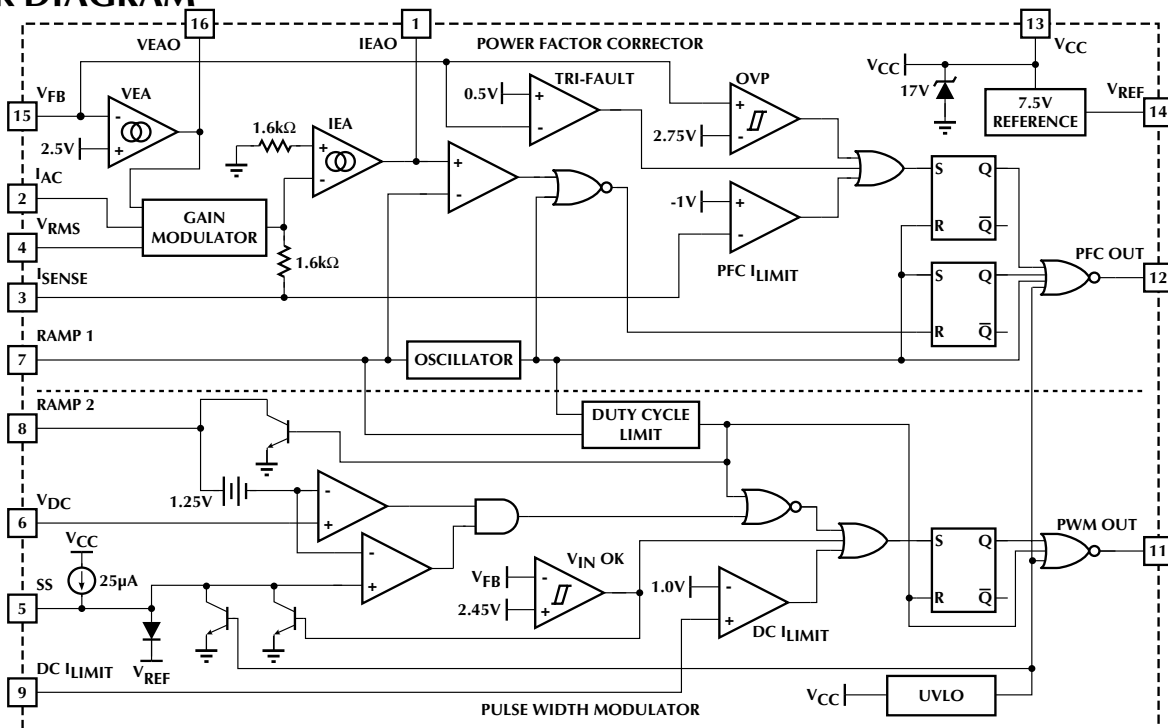 DIAGRAM
16
1
13
VEAO
IEAO
POWER FACTOR CORRECTOR
VCC
VFB
VEA
TRI-FAULT
OVP
VCC
17V
VREF
15
-
+
2.5V
0.5V
+
-
+
-
2.75V
7.5V
REFERENCE
14
1.6kΩ
IEA
+
-
+
-
IAC
2
VRMS
4
GAIN
MODULATOR
1.6kΩ
-1V
+
-
PFC ILIMIT
S
Q
R
Q
ISENSE
3
S
Q
R
Q
PFC OUT
12
RAMP 1
7
OSCILLATOR
RAMP 2
8
DUTY CYCLE
LIMIT
1.25V
-
+
VDC
6
VCC
25µA
SS
5
-
+
VFB
2.45V
-
+
VIN OK
1.0V
-
+
DC ILIMIT
S
Q
R
Q
PWM OUT
11
VREF
DC ILIMIT
9
PULSE WIDTH MODULATOR
VCC
UVLO